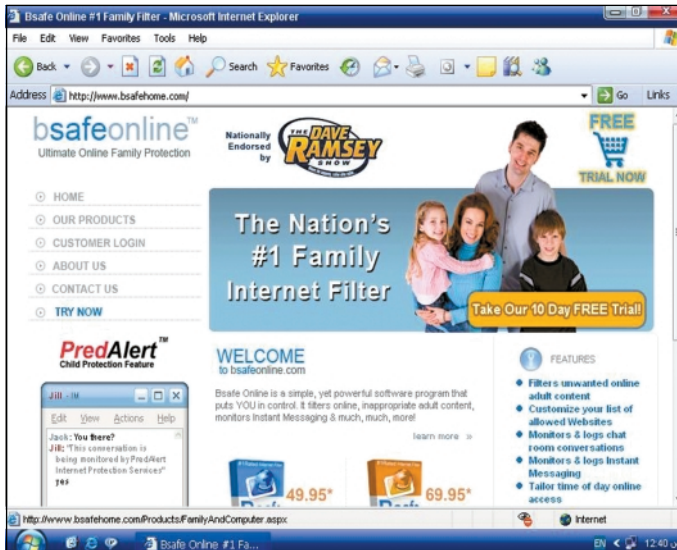 Bsafe Online #1 Family Filter - Microsoft Internet Explorer
File Edit View Favorites Tools Help
Back Search Favorites
Address http://www.bsafehome.com/ Go Links
bsafeonline™
Ultimate Online Family Protection
Nationally
Endorsed
by
THE
DAVE
RAMSEY
SHOW
FREE
TRIAL NOW
HOME
OUR PRODUCTS
CUSTOMER LOGIN
ABOUT US
CONTACT US
TRY NOW
The Nation's
#1 Family
Internet Filter
Take Our 10 Day FREE Trial!
PredAlert™
Child Protection Feature
Jill - IM
Edit View Actions Help
Jack: You there?
Jill: "This conversation is
being monitored by PredAlert
Internet Protection Services"
yes
WELCOME
to bsafeonline.com
Bsafe Online is a simple, yet powerful software program that
puts YOU in control. It filters online, inappropriate adult content,
monitors Instant Messaging & much, much, more!
learn more »
49.95*
69.95*
FEATURES
Filters unwanted online
adult content
Customize your list of
allowed Websites
Monitors & logs chat
room conversations
Monitors & logs Instant
Messaging
Tailor time of day online
access
http://www.bsafehome.com/Products/FamilyAndComputer.aspx Internet
Bsafe Online #1 Fa... EN 12:40